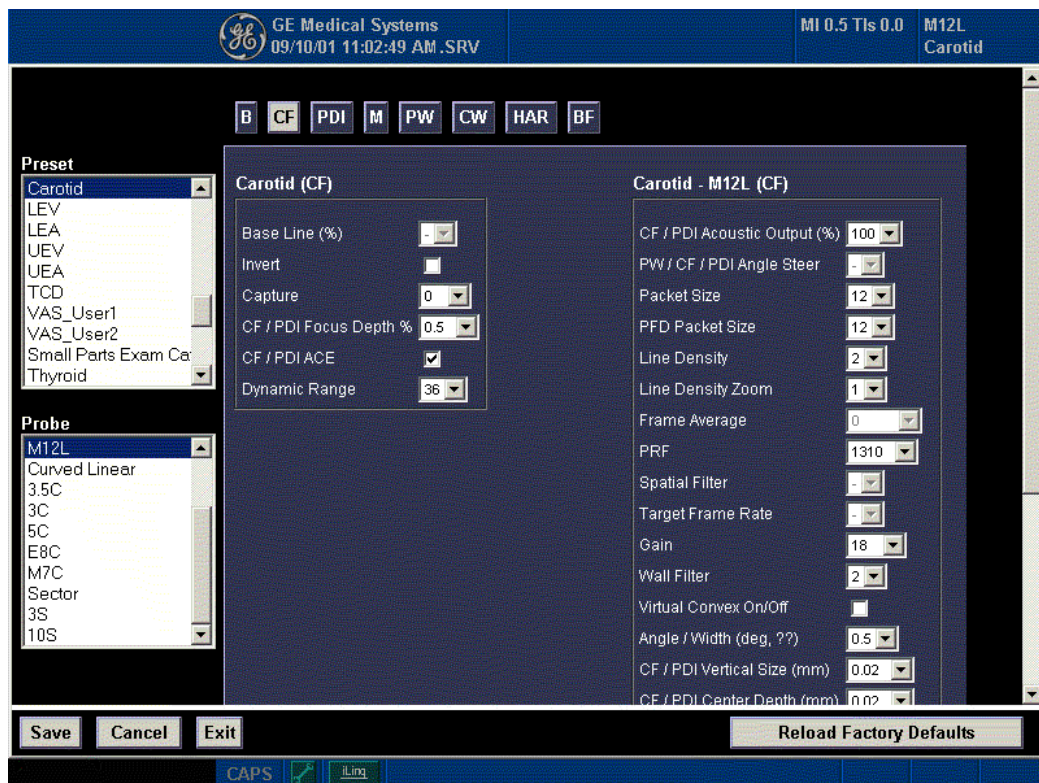 GE Medical Systems
09/10/01 11:02:49 AM.SRV
MI 0.5 TIs 0.0
M12L
Carotid
B CF PDI M PW CW HAR BF
Preset
Carotid
LEV
LEA
UEV
UEA
TCD
VAS_User1
VAS_User2
Small Parts Exam Ca
Thyroid
Probe
M12L
Curved Linear
3.5C
3C
5C
E8C
M7C
Sector
3S
10S
Carotid (CF)
Base Line (%) -
Invert
Capture 0
CF / PDI Focus Depth % 0.5
CF / PDI ACE
Dynamic Range 36
Carotid - M12L (CF)
CF / PDI Acoustic Output (%) 100
PW / CF / PDI Angle Steer -
Packet Size 12
PFD Packet Size 12
Line Density 2
Line Density Zoom 1
Frame Average 0
PRF 1310
Spatial Filter -
Target Frame Rate -
Gain 18
Wall Filter 2
Virtual Convex On/Off
Angle / Width (deg, ??) 0.5
CF / PDI Vertical Size (mm) 0.02
CF / PDI Center Depth (mm) 0.02
Save Cancel Exit
Reload Factory Defaults
CAPS iLinq